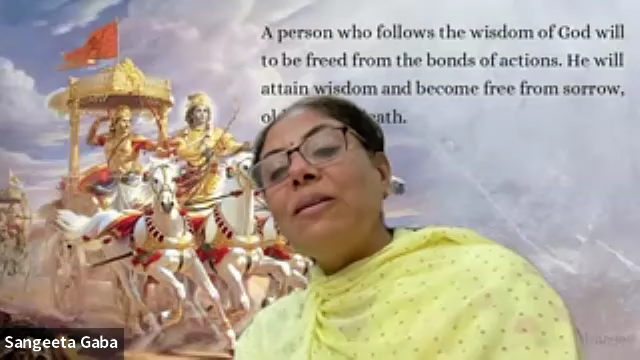 A person who follows the wisdom of God will
to be freed from the bonds of actions. He will
attain wisdom and become free from sorrow,
Sangeeta Gaba